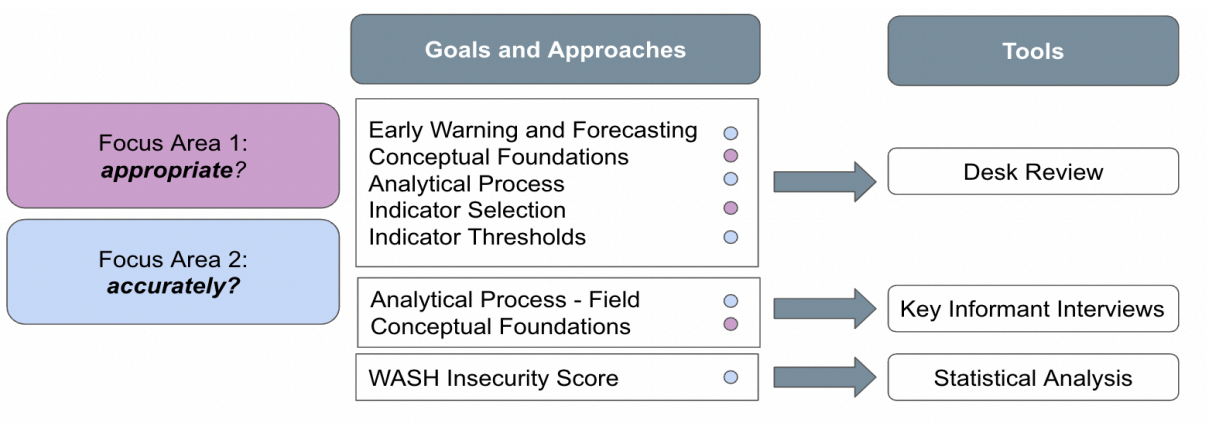 Goals and Approaches
Tools
Focus Area 1:
appropriate?
Focus Area 2:
accurately?
Early Warning and Forecasting
Conceptual Foundations
Analytical Process
Indicator Selection
Indicator Thresholds
Desk Review
Analytical Process - Field
Conceptual Foundations
Key Informant Interviews
WASH Insecurity Score
Statistical Analysis